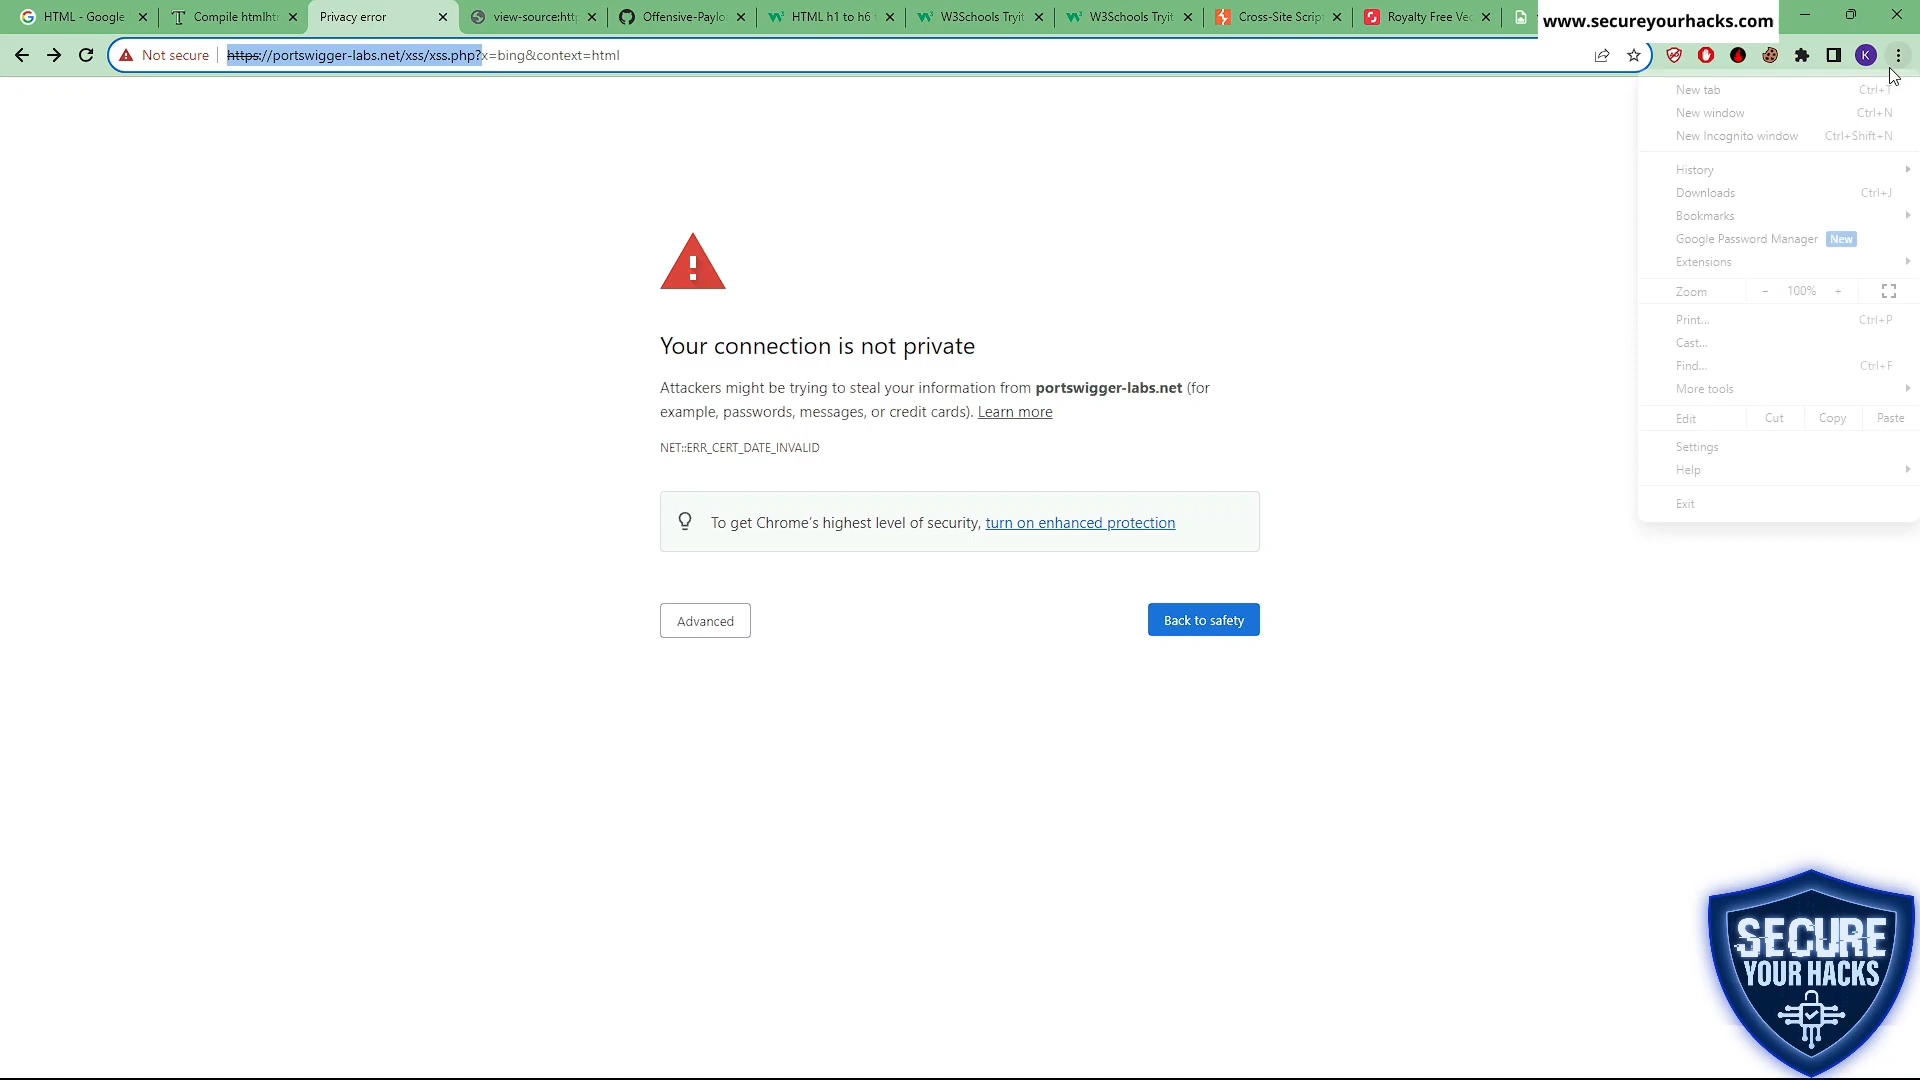 HTML - Google
Compile htmlht
Privacy error
view-source:http
Offensive-Paylo
HTML h1 to h6 t
W3Schools Tryit
W3Schools Tryit
Cross-Site Script
Royalty Free Vec
www.secureyourhacks.com
Not secure
https://portswigger-labs.net/xss/xss.php?x=bing&context=html
K
New tab Ctrl+T
New window Ctrl+N
New Incognito window Ctrl+Shift+N
History
Downloads Ctrl+J
Bookmarks
Google Password Manager New
Extensions
Zoom - 100% +
Print... Ctrl+P
Cast...
Find... Ctrl+F
More tools
Edit Cut Copy Paste
Settings
Help
Exit
Your connection is not private
Attackers might be trying to steal your information from portswigger-labs.net (for
example, passwords, messages, or credit cards). Learn more
NET::ERR_CERT_DATE_INVALID
To get Chrome's highest level of security, turn on enhanced protection
Advanced
Back to safety
SECURE
YOUR HACKS